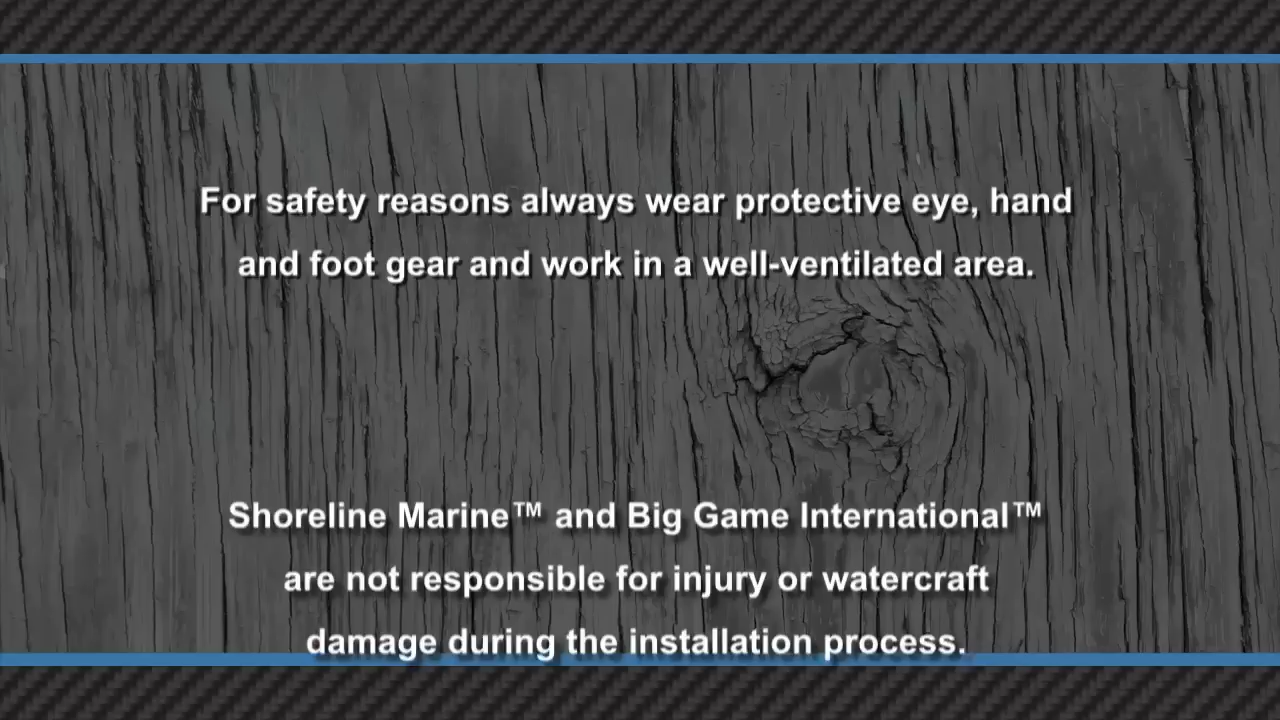 For safety reasons always wear protective eye, hand
and foot gear and work in a well-ventilated area.
Shoreline Marine™ and Big Game International™
are not responsible for injury or watercraft
damage during the installation process.